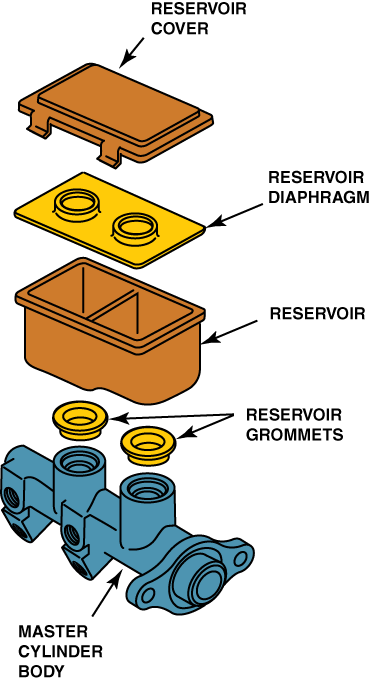 RESERVOIR
COVER
RESERVOIR
DIAPHRAGM
RESERVOIR
RESERVOIR
GROMMETS
MASTER
CYLINDER
BODY